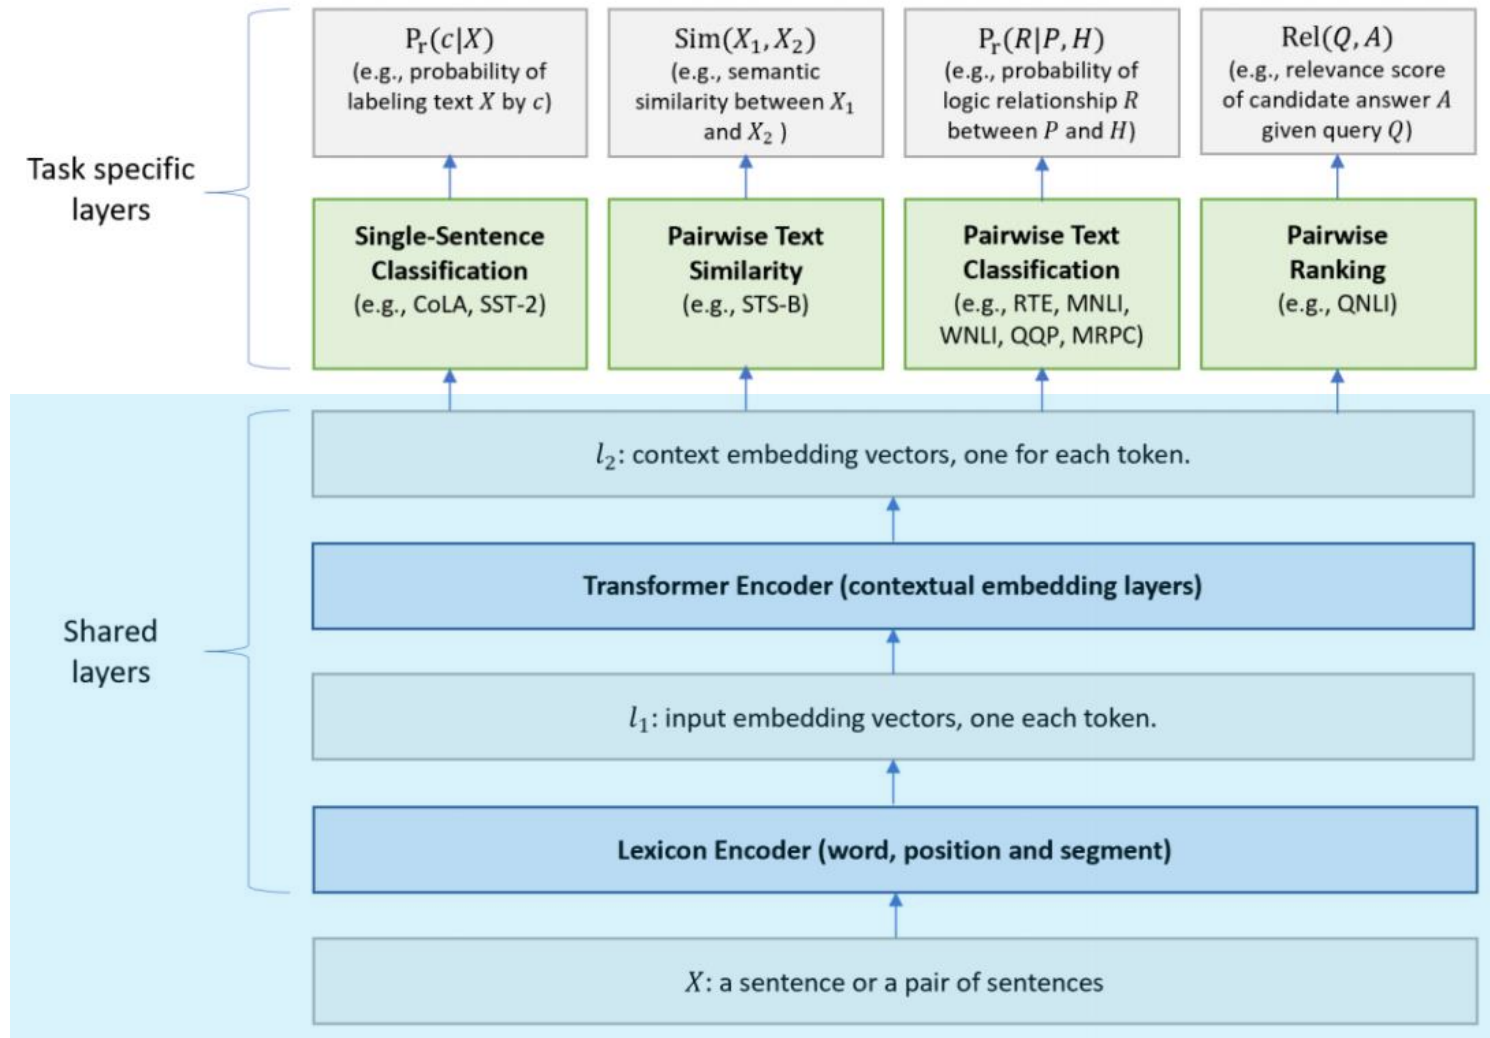 Pr(c|X)
(e.g., probability of
labeling text X by c)
Sim(X₁, X₂)
(e.g., semantic
similarity between X₁
and X₂ )
Pr(R|P, H)
(e.g., probability of
logic relationship R
between P and H)
Rel(Q, A)
(e.g., relevance score
of candidate answer A
given query Q)
Task specific
layers
Single-Sentence
Classification
(e.g., CoLA, SST-2)
Pairwise Text
Similarity
(e.g., STS-B)
Pairwise Text
Classification
(e.g., RTE, MNLI,
WNLI, QQP, MRPC)
Pairwise
Ranking
(e.g., QNLI)
l₂: context embedding vectors, one for each token.
Transformer Encoder (contextual embedding layers)
Shared
layers
l₁: input embedding vectors, one each token.
Lexicon Encoder (word, position and segment)
X: a sentence or a pair of sentences